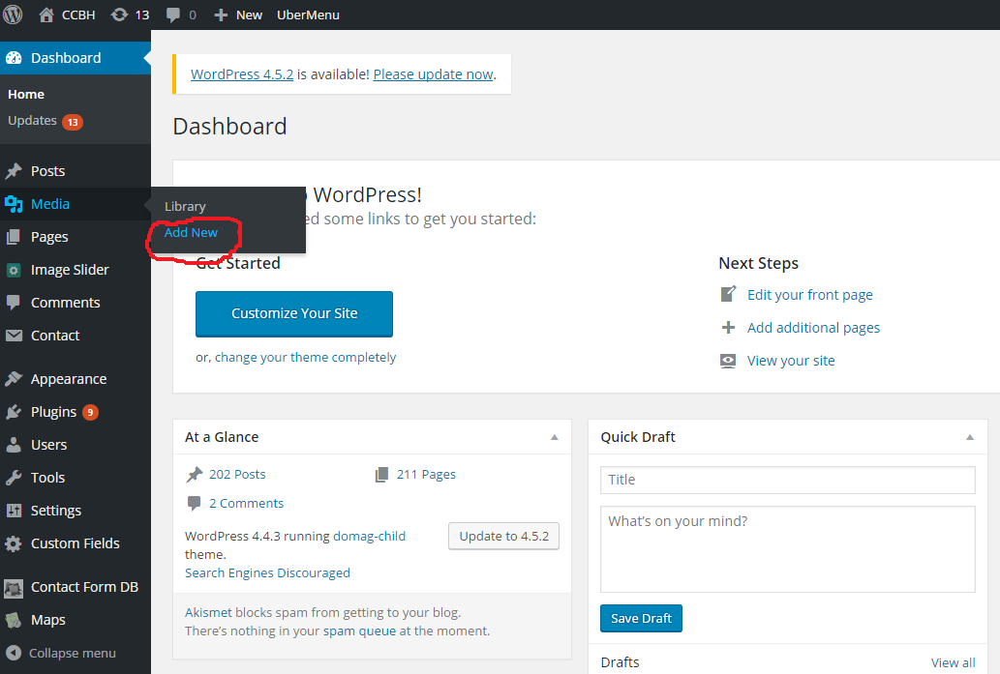 CCBH 13 0 New UberMenu
Dashboard
Home
Updates 13
Posts
Media
Pages
Image Slider
Comments
Contact
Appearance
Plugins 9
Users
Tools
Settings
Custom Fields
Contact Form DB
Maps
Collapse menu
Library
Add New
WordPress 4.5.2 is available! Please update now.
Dashboard
WordPress!
some links to get you started:
Get Started
Customize Your Site
or, change your theme completely
Next Steps
Edit your front page
Add additional pages
View your site
At a Glance
202 Posts
211 Pages
2 Comments
WordPress 4.4.3 running domag-child
theme.
Update to 4.5.2
Search Engines Discouraged
Akismet blocks spam from getting to your blog.
There's nothing in your spam queue at the moment.
Quick Draft
Title
What's on your mind?
Save Draft
Drafts
View all